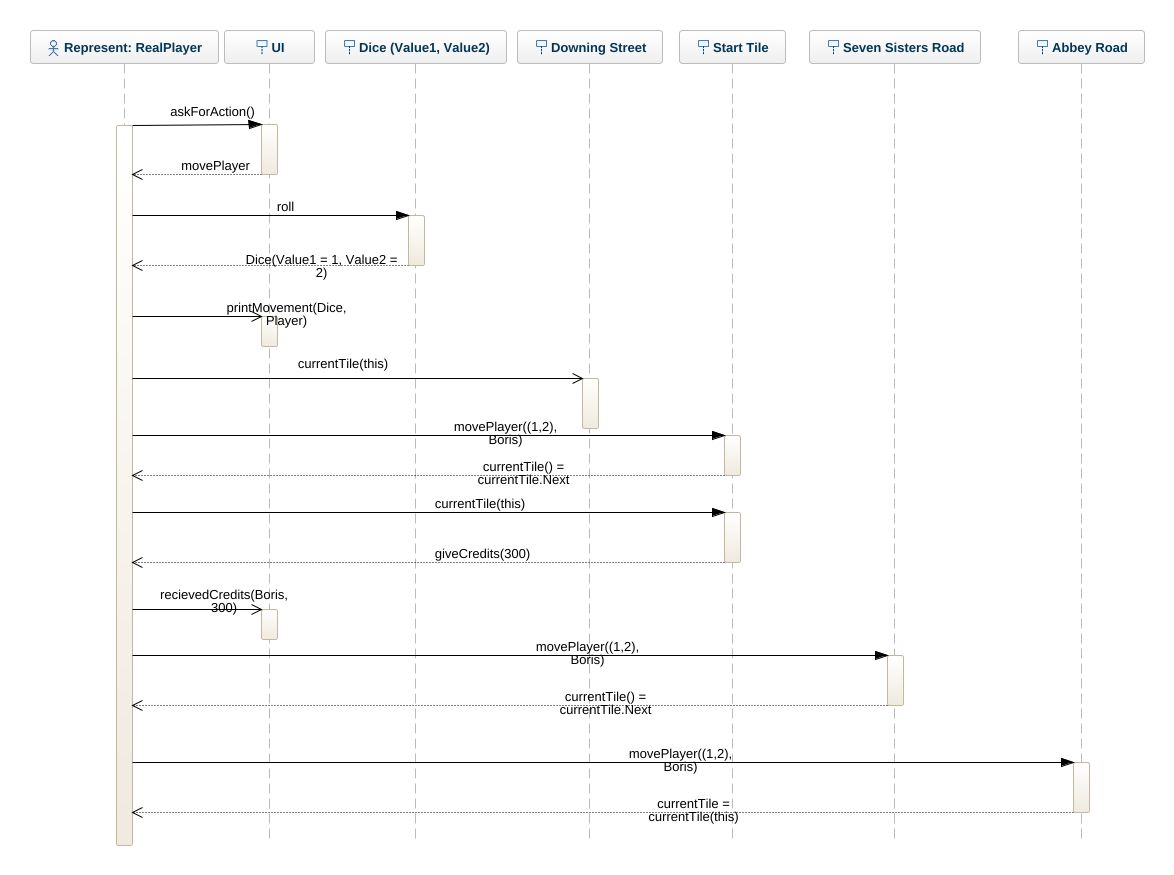 Represent: RealPlayer
UI
Dice (Value1, Value2)
Downing Street
Start Tile
Seven Sisters Road
Abbey Road
askForAction()
movePlayer
roll
Dice(Value1 = 1, Value2 =
2)
printMovement(Dice,
Player)
currentTile(this)
movePlayer((1,2),
Boris)
currentTile() =
currentTile.Next
currentTile(this)
giveCredits(300)
recievedCredits(Boris,
300)
movePlayer((1,2),
Boris)
currentTile() =
currentTile.Next
movePlayer((1,2),
Boris)
currentTile =
currentTile(this)